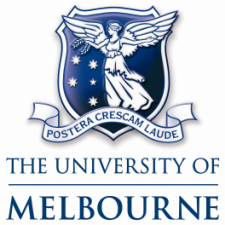 POSTERA CRESCAM LAUDE
THE UNIVERSITY OF
MELBOURNE